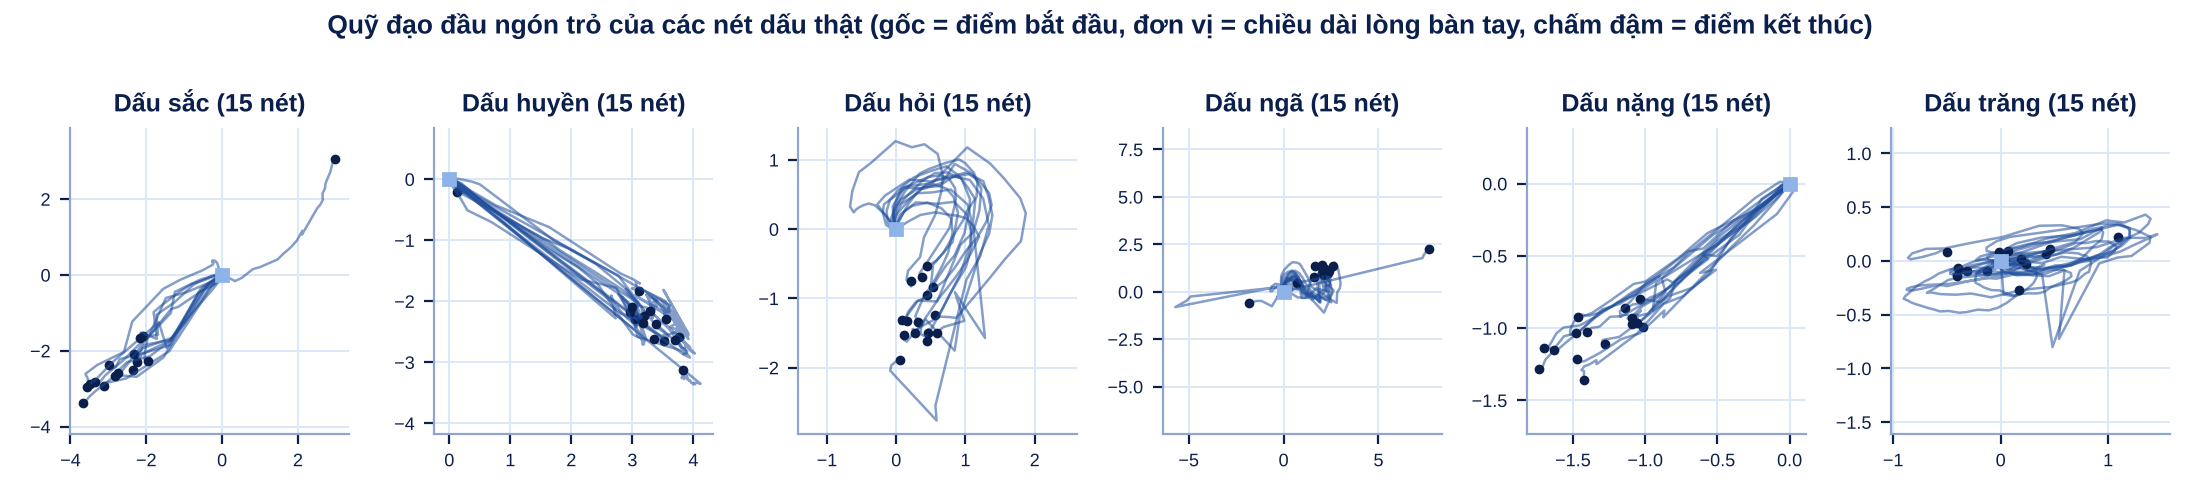 Quỹ đạo đầu ngón trỏ của các nét dấu thật (gốc = điểm bắt đầu, đơn vị = chiều dài lòng bàn tay, chấm đậm = điểm kết thúc)
Dấu sắc (15 nét)
2
0
−2
−4
−4 −2 0 2
Dấu huyền (15 nét)
0
−1
−2
−3
−4
0 1 2 3 4
Dấu hỏi (15 nét)
1
0
−1
−2
−1 0 1 2
Dấu ngã (15 nét)
7.5
5.0
2.5
0.0
−2.5
−5.0
−5 0 5
Dấu nặng (15 nét)
0.0
−0.5
−1.0
−1.5
−1.5 −1.0 −0.5 0.0
Dấu trăng (15 nét)
1.0
0.5
0.0
−0.5
−1.0
−1.5
−1 0 1